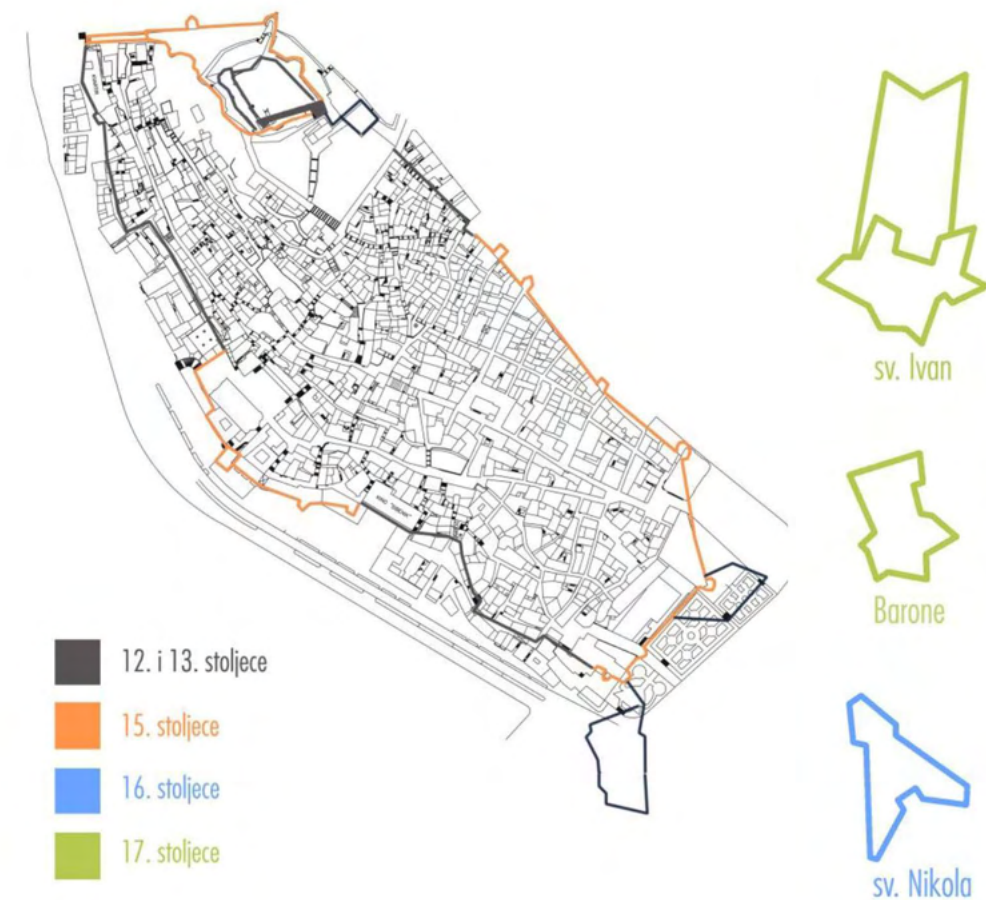 sv. Ivan
Barone
sv. Nikola
12. i 13. stoljece
15. stoljece
16. stoljece
17. stoljece